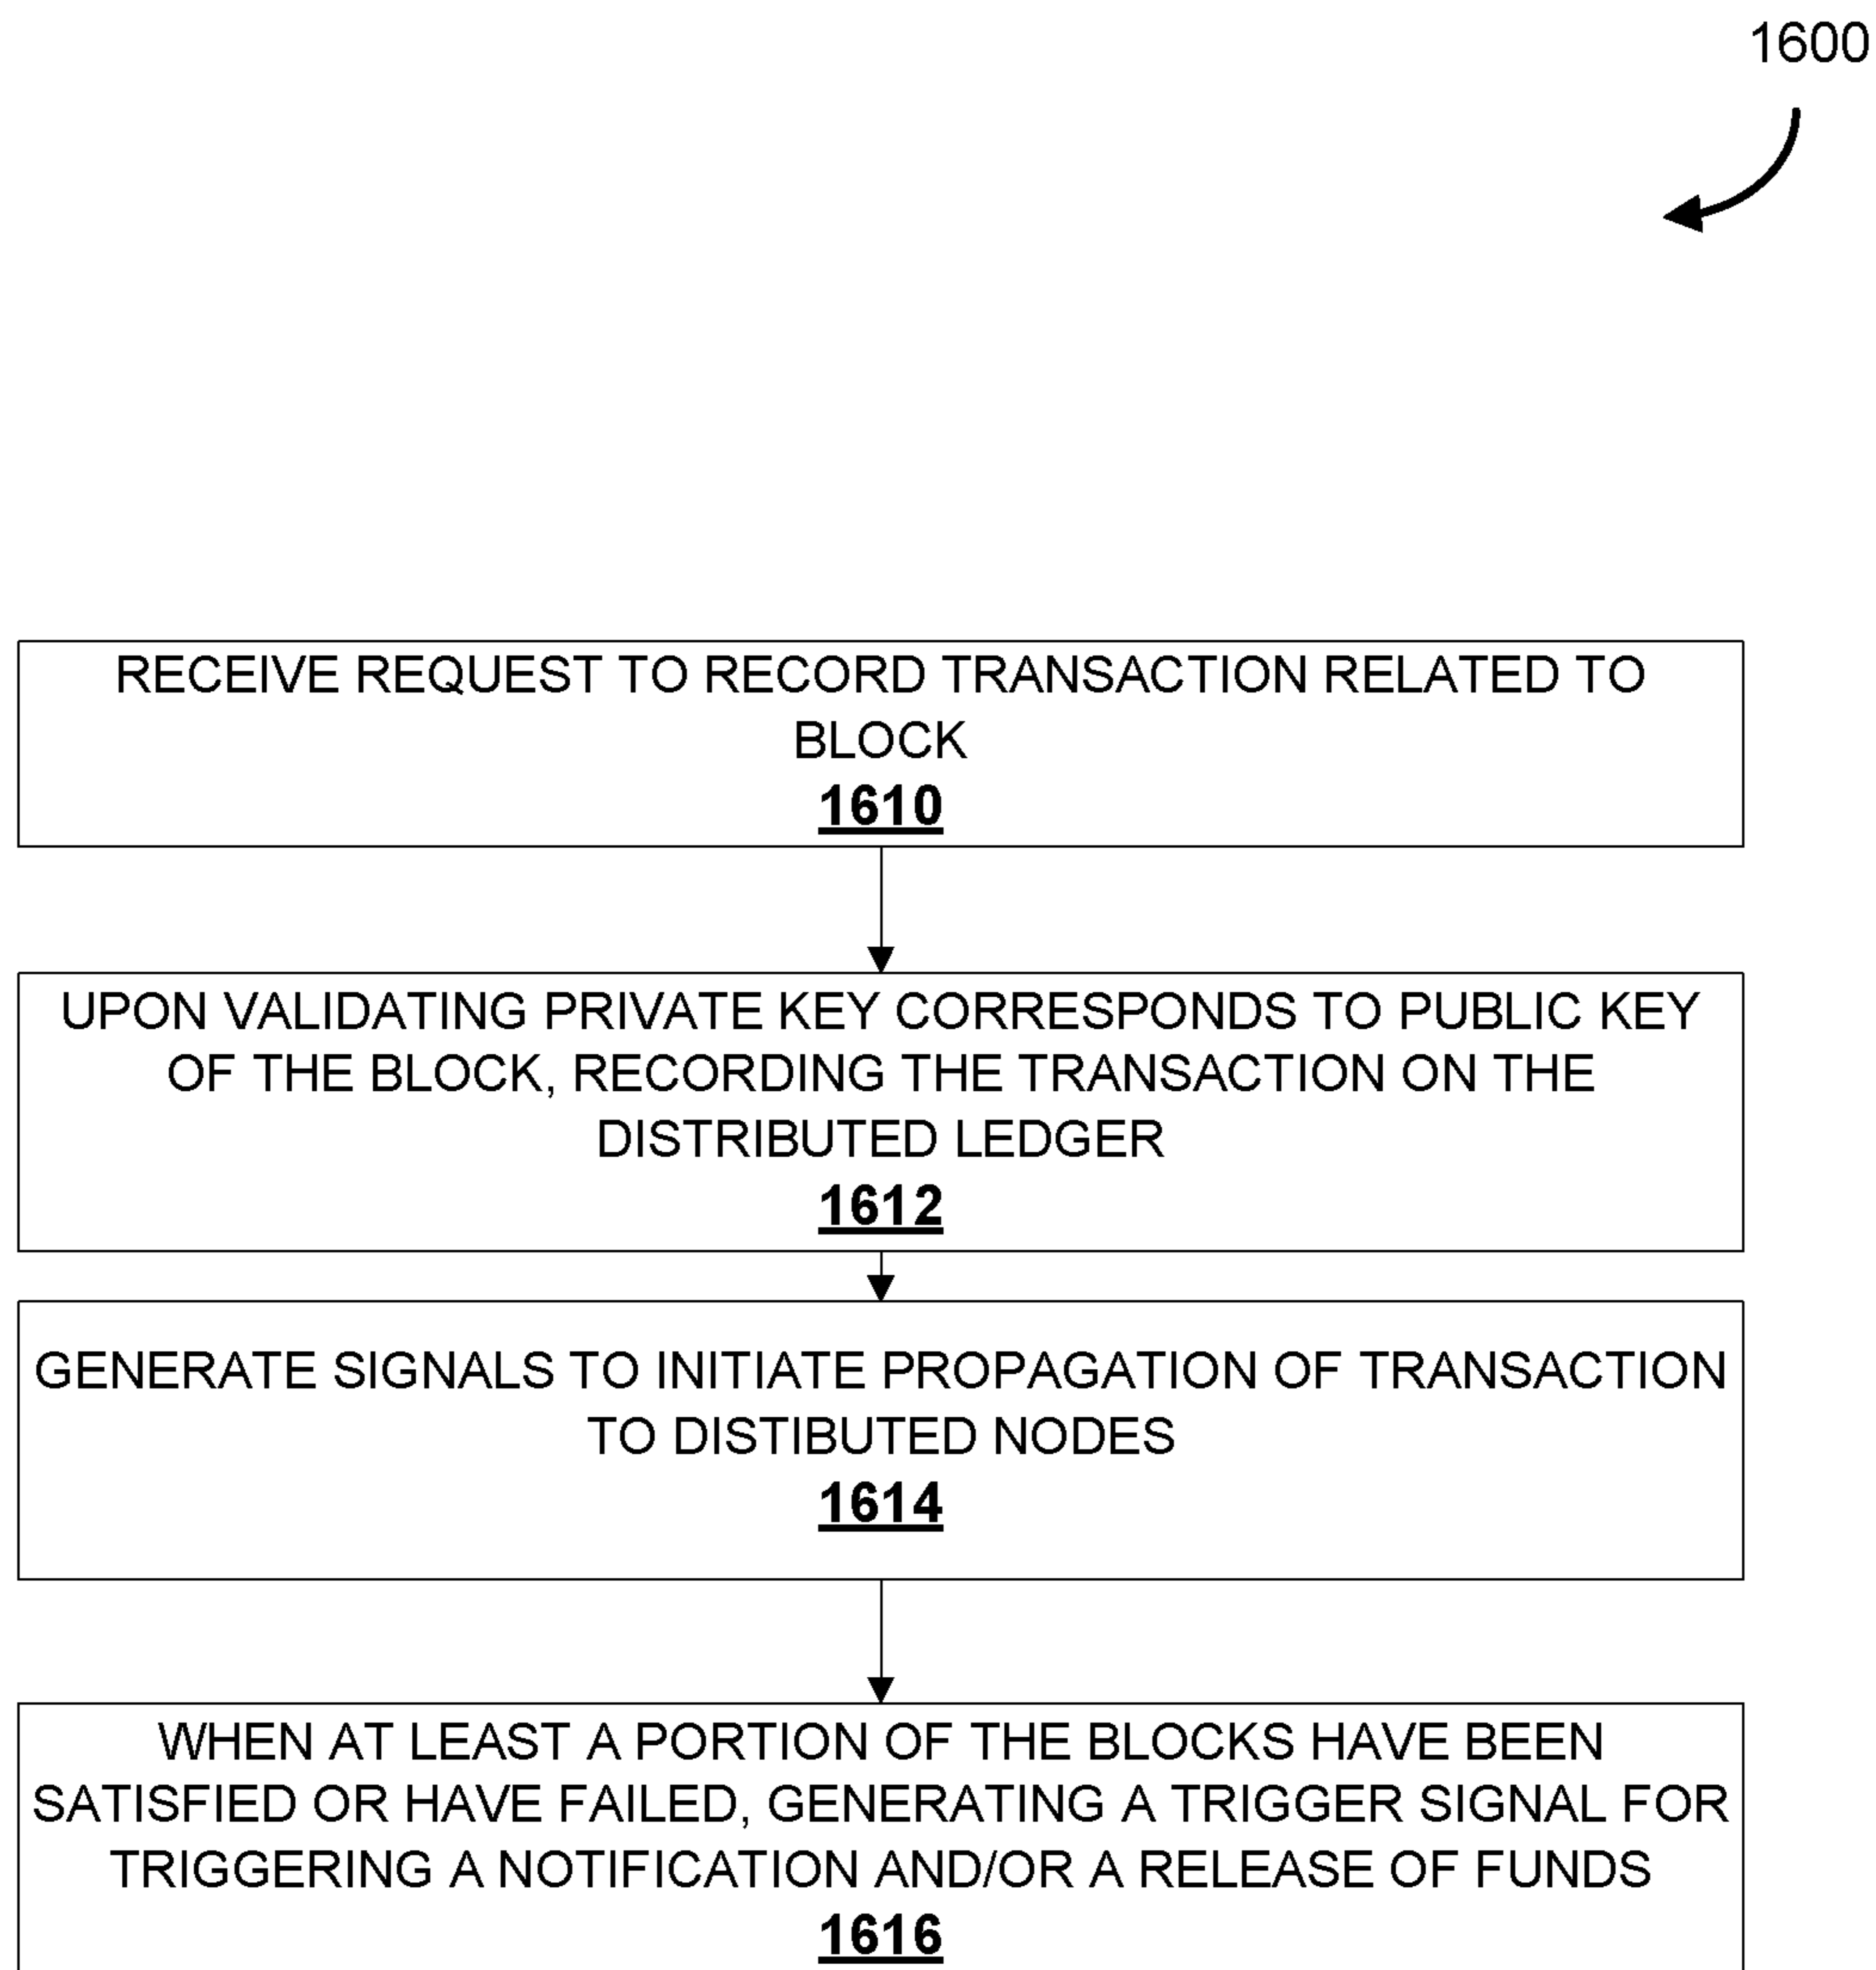 1600
RECEIVE REQUEST TO RECORD TRANSACTION RELATED TO
BLOCK
1610
UPON VALIDATING PRIVATE KEY CORRESPONDS TO PUBLIC KEY
OF THE BLOCK, RECORDING THE TRANSACTION ON THE
DISTRIBUTED LEDGER
1612
GENERATE SIGNALS TO INITIATE PROPAGATION OF TRANSACTION
TO DISTIBUTED NODES
1614
WHEN AT LEAST A PORTION OF THE BLOCKS HAVE BEEN
SATISFIED OR HAVE FAILED, GENERATING A TRIGGER SIGNAL FOR
TRIGGERING A NOTIFICATION AND/OR A RELEASE OF FUNDS
1616